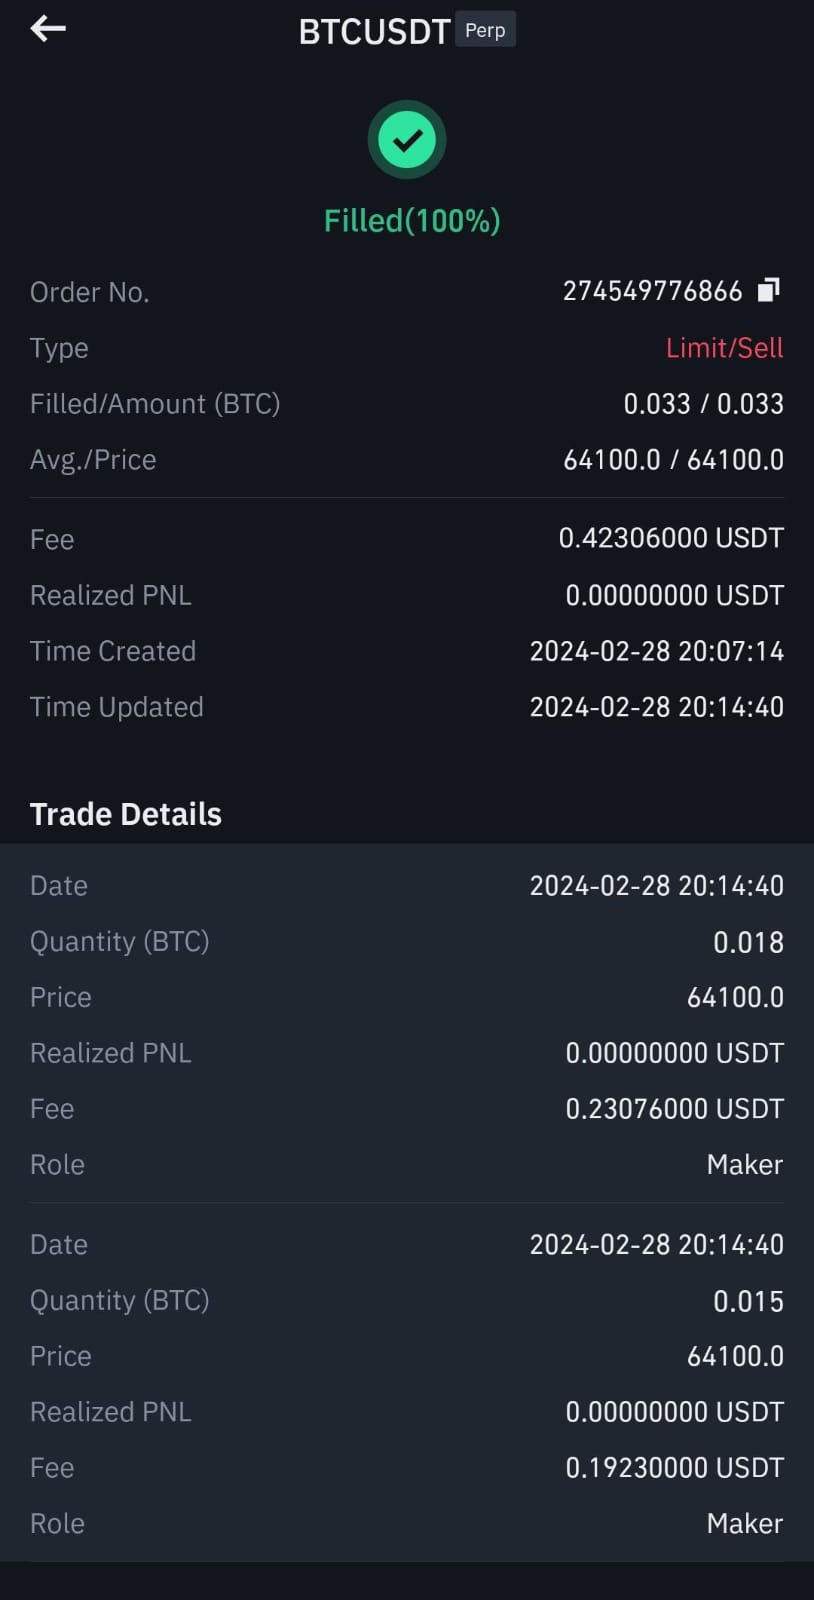 BTCUSDT Perp
Filled(100%)
Order No. 274549776866
Type Limit/Sell
Filled/Amount (BTC) 0.033 / 0.033
Avg./Price 64100.0 / 64100.0
Fee 0.42306000 USDT
Realized PNL 0.00000000 USDT
Time Created 2024-02-28 20:07:14
Time Updated 2024-02-28 20:14:40
Trade Details
Date 2024-02-28 20:14:40
Quantity (BTC) 0.018
Price 64100.0
Realized PNL 0.00000000 USDT
Fee 0.23076000 USDT
Role Maker
Date 2024-02-28 20:14:40
Quantity (BTC) 0.015
Price 64100.0
Realized PNL 0.00000000 USDT
Fee 0.19230000 USDT
Role Maker